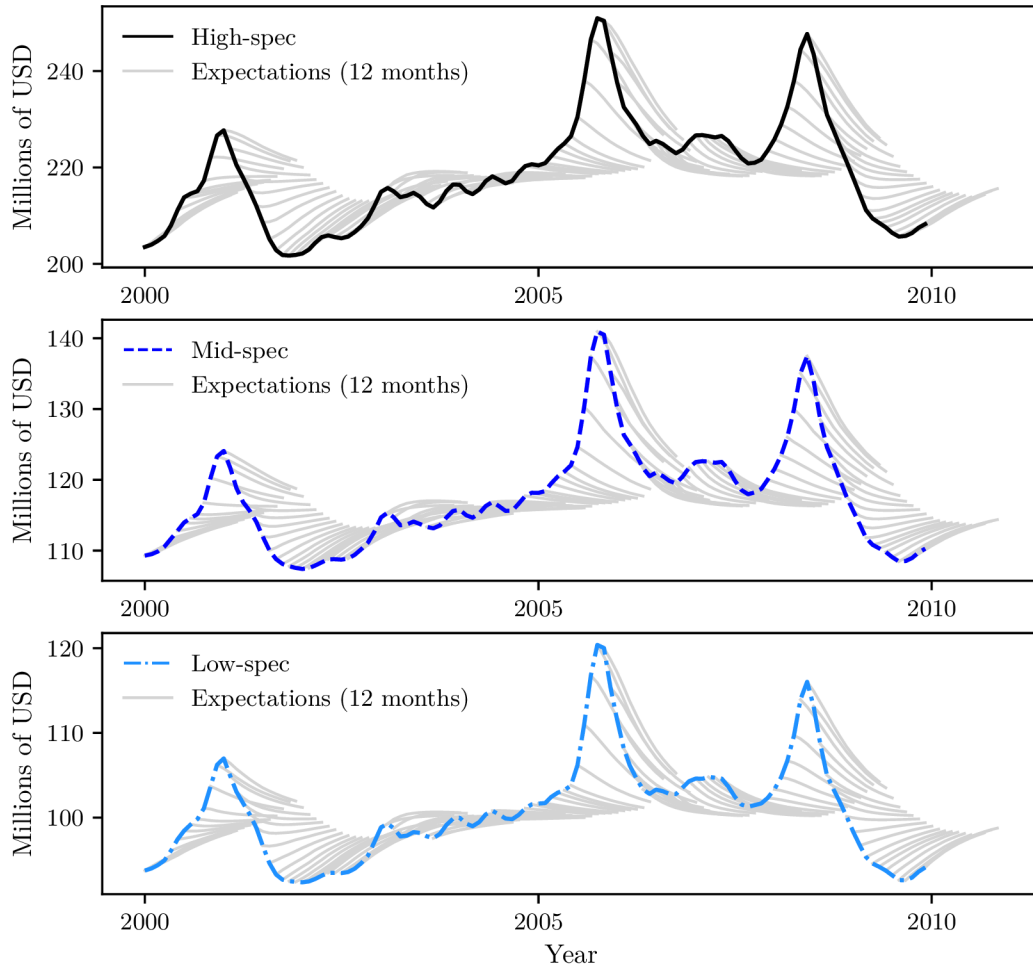 High-spec
Expectations (12 months)
Millions of USD
240
220
200
2000
2005
2010
Mid-spec
Expectations (12 months)
Millions of USD
140
130
120
110
2000
2005
2010
Low-spec
Expectations (12 months)
Millions of USD
120
110
100
2000
2005
2010
Year